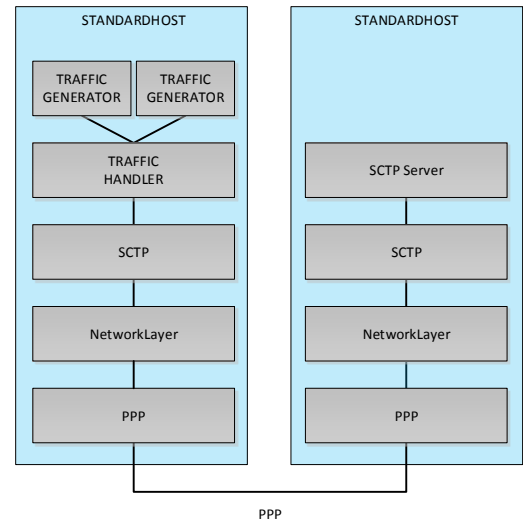 STANDARDHOST
TRAFFIC
GENERATOR
TRAFFIC
GENERATOR
TRAFFIC
HANDLER
SCTP
NetworkLayer
PPP
STANDARDHOST
SCTP Server
SCTP
NetworkLayer
PPP
PPP